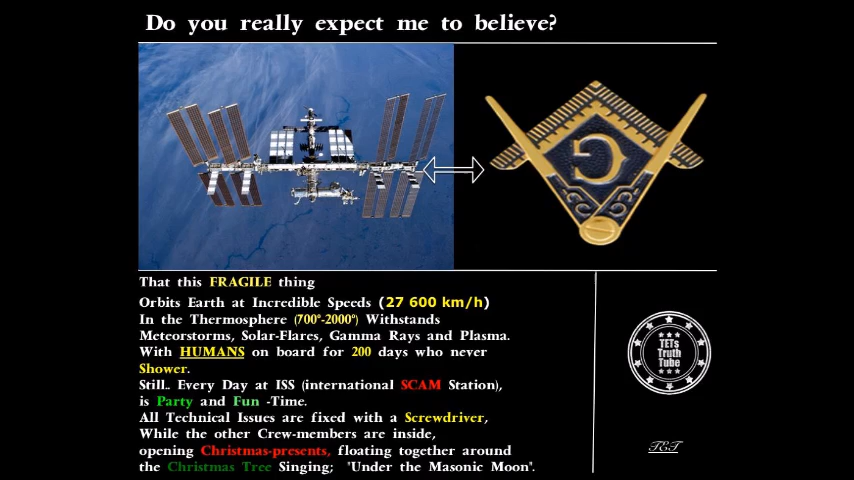 Do you really expect me to believe?
That this FRAGILE thing
Orbits Earth at Incredible Speeds (27 600 km/h)
In the Thermosphere (700°-2000°) Withstands
Meteorstorms, Solar-Flares, Gamma Rays and Plasma.
With HUMANS on board for 200 days who never
Shower.
Still.. Every Day at ISS (international SCAM Station),
is Party and Fun -Time.
All Technical Issues are fixed with a Screwdriver,
While the other Crew-members are inside,
opening Christmas-presents, floating together around
the Christmas Tree Singing; "Under the Masonic Moon".
TETs
Truth
Tube
TET